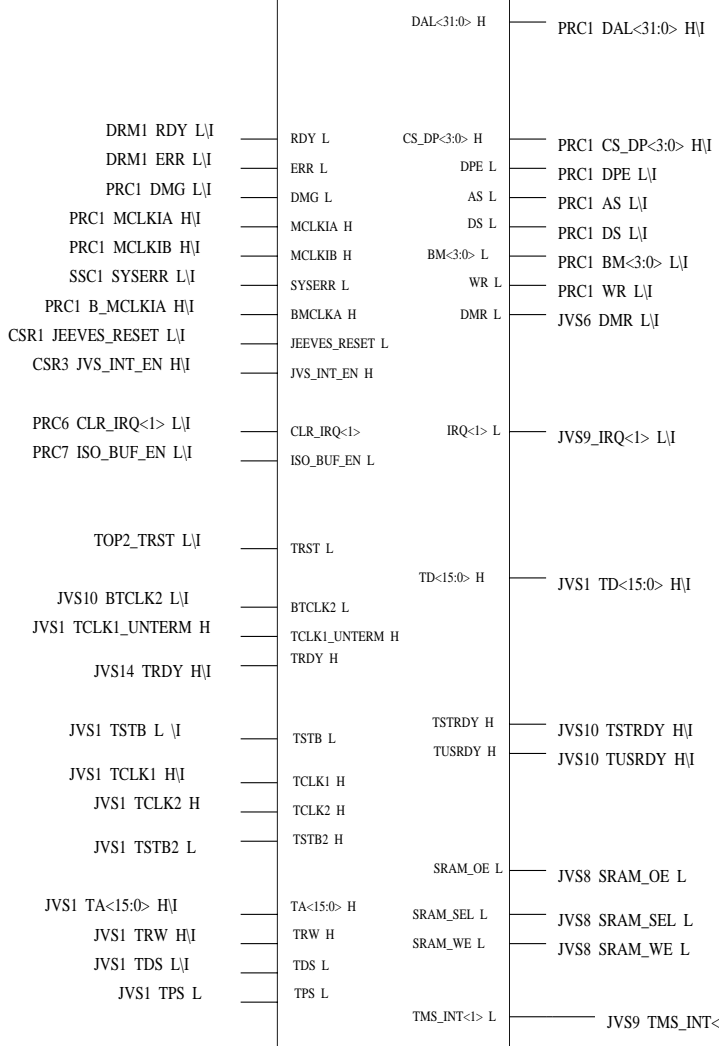 DAL<31:0> H PRC1 DAL<31:0> H\I
DRM1 RDY L\I RDY L CS_DP<3:0> H PRC1 CS_DP<3:0> H\I
DRM1 ERR L\I ERR L DPE L PRC1 DPE L\I
PRC1 DMG L\I DMG L AS L PRC1 AS L\I
PRC1 MCLKIA H\I MCLKIA H DS L PRC1 DS L\I
PRC1 MCLKIB H\I MCLKIB H BM<3:0> L PRC1 BM<3:0> L\I
SSC1 SYSERR L\I SYSERR L WR L PRC1 WR L\I
PRC1 B_MCLKIA H\I BMCLKA H DMR L JVS6 DMR L\I
CSR1 JEEVES_RESET L\I JEEVES_RESET L
CSR3 JVS_INT_EN H\I JVS_INT_EN H
PRC6 CLR_IRQ<1> L\I CLR_IRQ<1> IRQ<1> L JVS9_IRQ<1> L\I
PRC7 ISO_BUF_EN L\I ISO_BUF_EN L
TOP2_TRST L\I TRST L
TD<15:0> H JVS1 TD<15:0> H\I
JVS10 BTCLK2 L\I BTCLK2 L
JVS1 TCLK1_UNTERM H TCLK1_UNTERM H
JVS14 TRDY H\I TRDY H
TSTRDY H JVS10 TSTRDY H\I
JVS1 TSTB L \I TSTB L TUSRDY H JVS10 TUSRDY H\I
JVS1 TCLK1 H\I TCLK1 H
JVS1 TCLK2 H TCLK2 H
JVS1 TSTB2 L TSTB2 H
SRAM_OE L JVS8 SRAM_OE L
JVS1 TA<15:0> H\I TA<15:0> H SRAM_SEL L JVS8 SRAM_SEL L
JVS1 TRW H\I TRW H SRAM_WE L JVS8 SRAM_WE L
JVS1 TDS L\I TDS L
JVS1 TPS L TPS L
TMS_INT<1> L JVS9 TMS_INT<